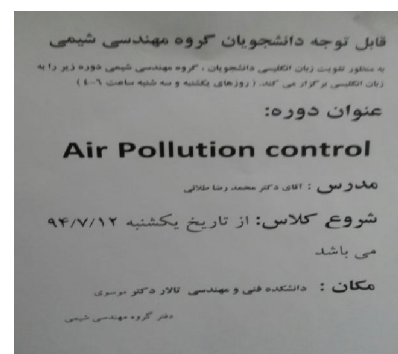 قابل توجه دانشجویان گروه مهندسی شیمی
به منظور تقویت زبان انگلیسی دانشجویان ، گروه مهندسی شیمی دوره زیر را به
زبان انگلیسی برگزار می کند. ( روزهای یکشنبه و سه شنبه ساعت ۶-۴ )
عنوان دوره:
Air Pollution control
مدرس : آقای دکتر محمد رضا طلائی
شروع کلاس: از تاریخ یکشنبه ۹۴/۷/۱۲
می باشد
مکان : دانشکده فنی و مهندسی تالار دکتر موسوی
دفتر گروه مهندسی شیمی